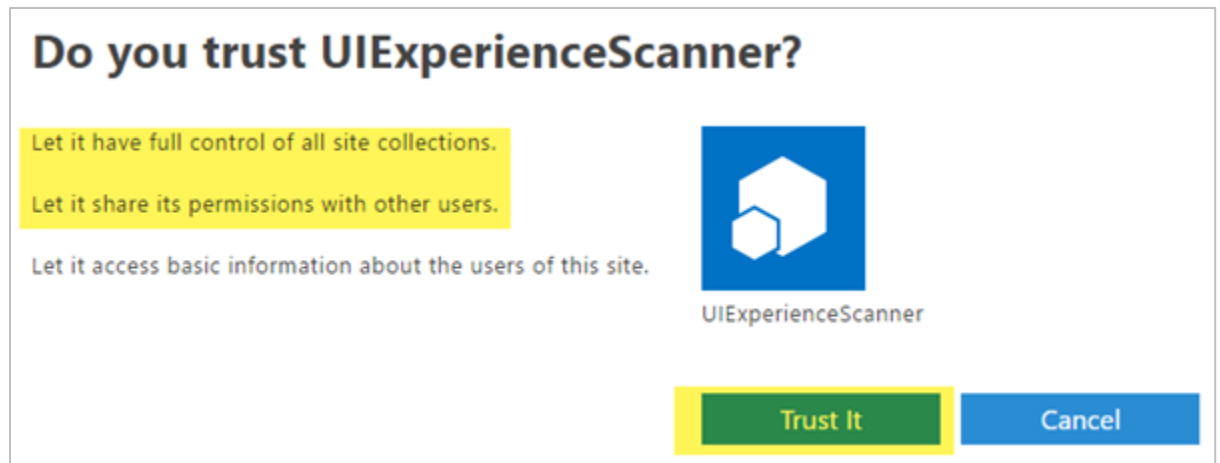 Do you trust UIExperienceScanner?
Let it have full control of all site collections.
Let it share its permissions with other users.
Let it access basic information about the users of this site.
UIExperienceScanner
Trust It
Cancel